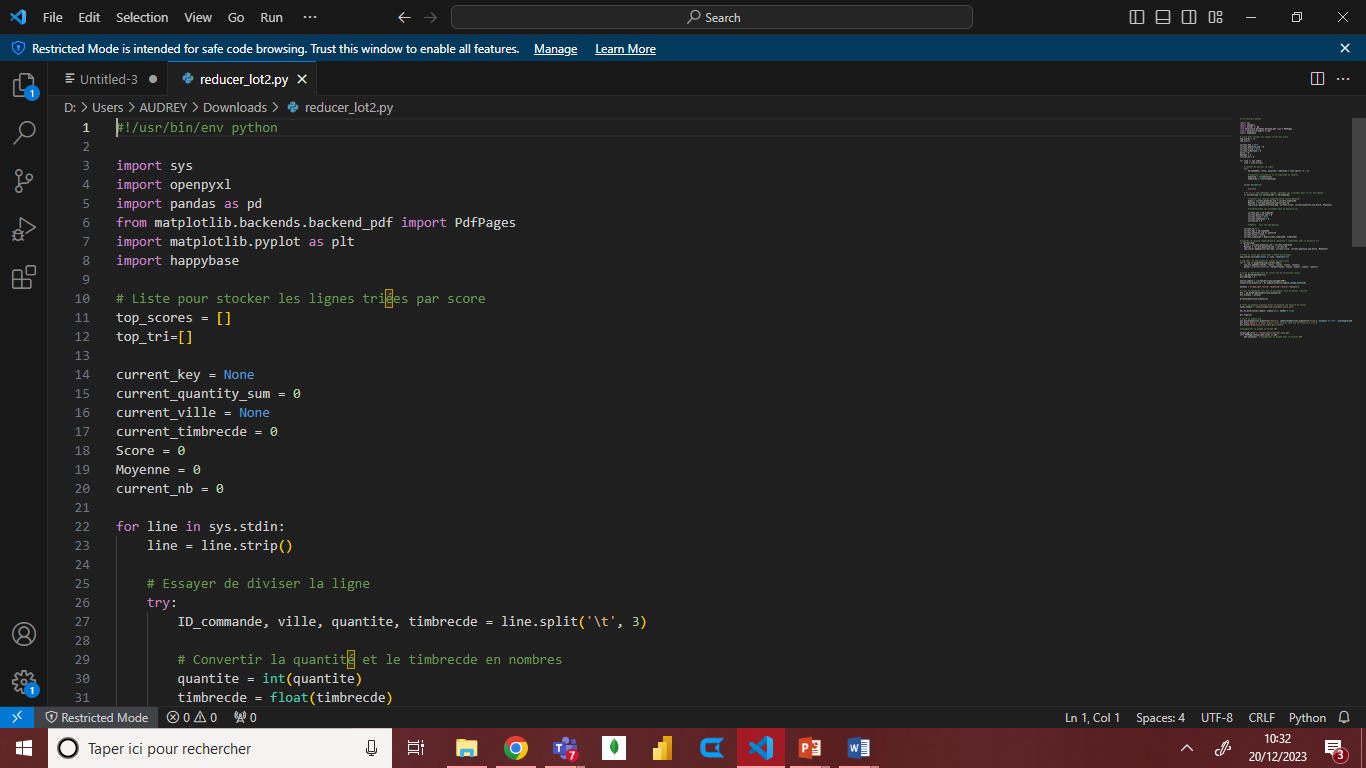 File Edit Selection View Go Run ···
Search
Restricted Mode is intended for safe code browsing. Trust this window to enable all features. Manage Learn More
Untitled-3
reducer_lot2.py
D: > Users > AUDREY > Downloads > reducer_lot2.py
1 #!/usr/bin/env python
2
3 import sys
4 import openpyxl
5 import pandas as pd
6 from matplotlib.backends.backend_pdf import PdfPages
7 import matplotlib.pyplot as plt
8 import happybase
9
10 # Liste pour stocker les lignes triées par score
11 top_scores = []
12 top_tri=[]
13
14 current_key = None
15 current_quantity_sum = 0
16 current_ville = None
17 current_timbrecde = 0
18 Score = 0
19 Moyenne = 0
20 current_nb = 0
21
22 for line in sys.stdin:
23     line = line.strip()
24
25     # Essayer de diviser la ligne
26     try:
27         ID_commande, ville, quantite, timbrecde = line.split('\t', 3)
28
29         # Convertir la quantité et le timbrecde en nombres
30         quantite = int(quantite)
31         timbrecde = float(timbrecde)
1
1
Restricted Mode 0 0 0 Ln 1, Col 1 Spaces: 4 UTF-8 CRLF Python
Taper ici pour rechercher
7
10:32
20/12/2023
3